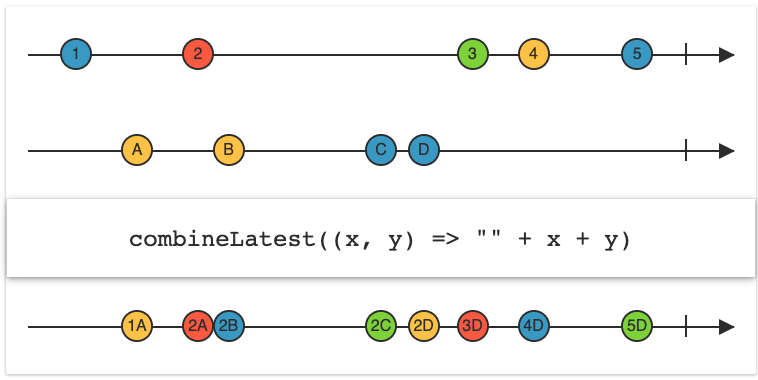 1 2 3 4 5
A B C D
combineLatest((x, y) => "" + x + y)
1A 2A 2B 2C 2D 3D 4D 5D